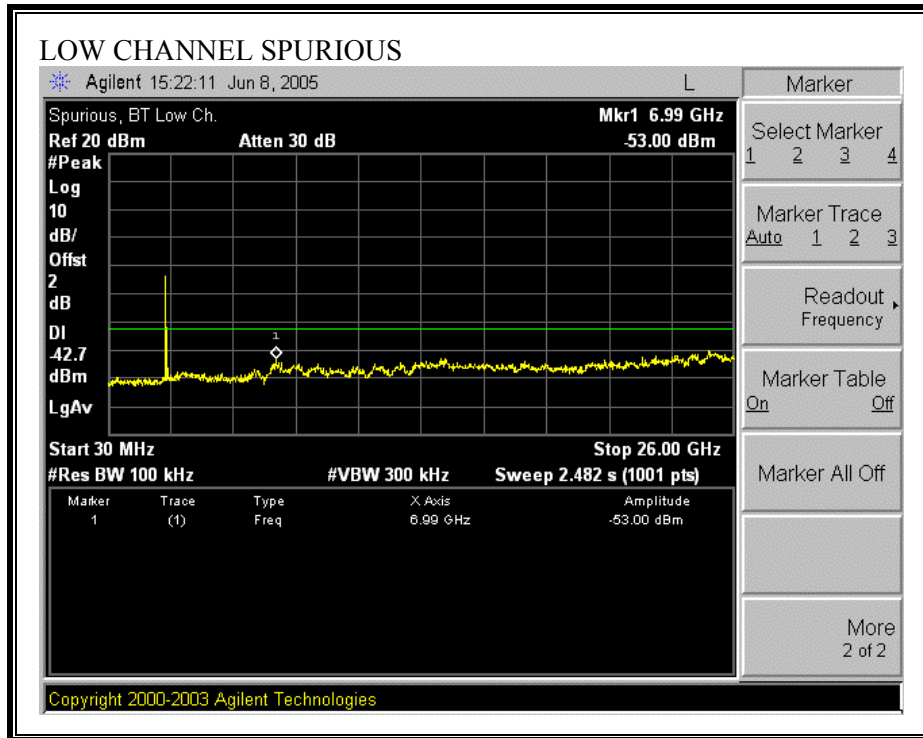 LOW CHANNEL SPURIOUS
Agilent 15:22:11 Jun 8, 2005 L
Spurious, BT Low Ch. Mkr1 6.99 GHz
Ref 20 dBm Atten 30 dB -53.00 dBm
#Peak
Log
10
dB/
Offst
2
dB
DI
-42.7
dBm
LgAv
1
Start 30 MHz Stop 26.00 GHz
#Res BW 100 kHz #VBW 300 kHz Sweep 2.482 s (1001 pts)
Marker Trace Type X Axis Amplitude
1 (1) Freq 6.99 GHz -53.00 dBm
Marker
Select Marker
1 2 3 4
Marker Trace
Auto 1 2 3
Readout
Frequency
Marker Table
On Off
Marker All Off
More
2 of 2
Copyright 2000-2003 Agilent Technologies